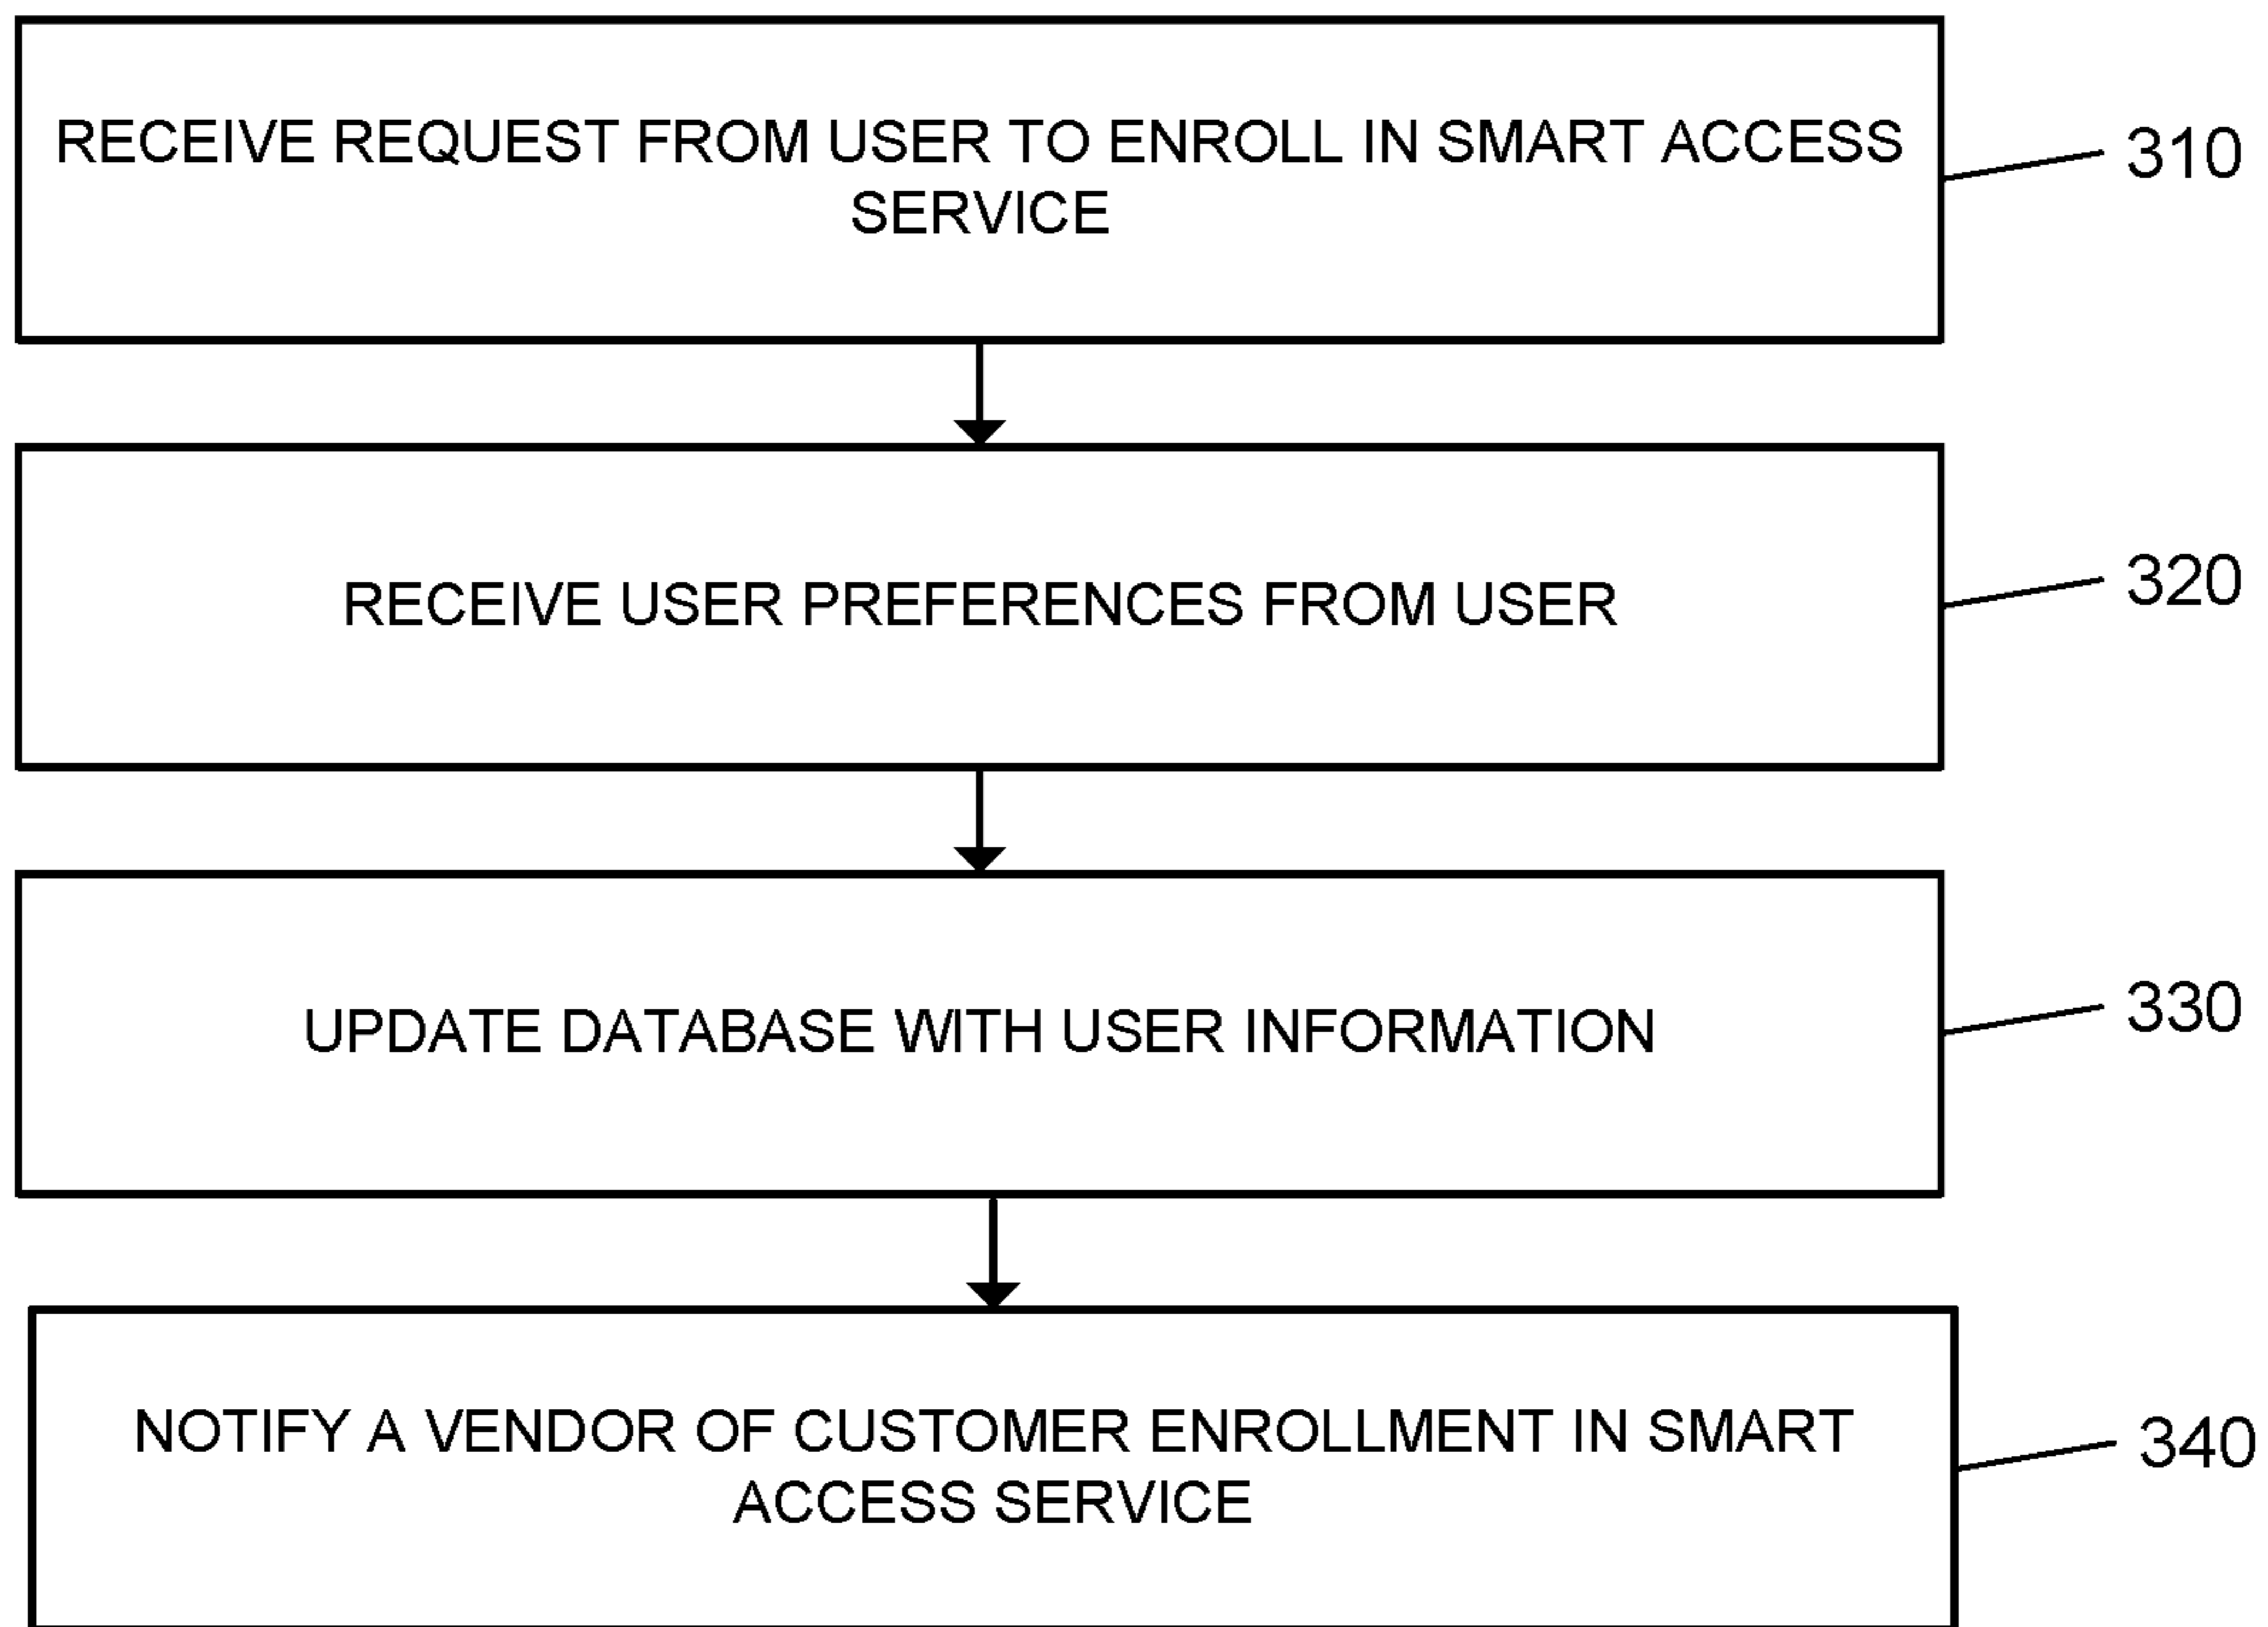 RECEIVE REQUEST FROM USER TO ENROLL IN SMART ACCESS
SERVICE
310
RECEIVE USER PREFERENCES FROM USER
320
UPDATE DATABASE WITH USER INFORMATION
330
NOTIFY A VENDOR OF CUSTOMER ENROLLMENT IN SMART
ACCESS SERVICE
340